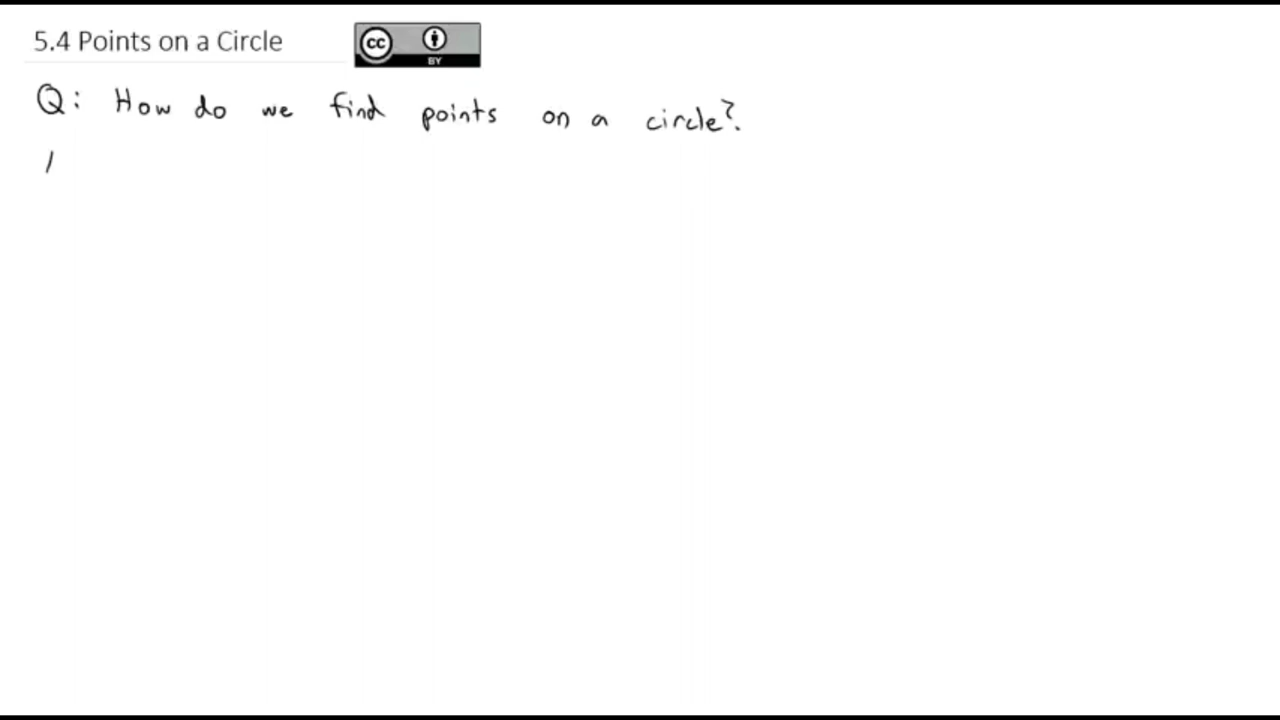 5.4 Points on a Circle
cc BY
Q: How do we find points on a circle?